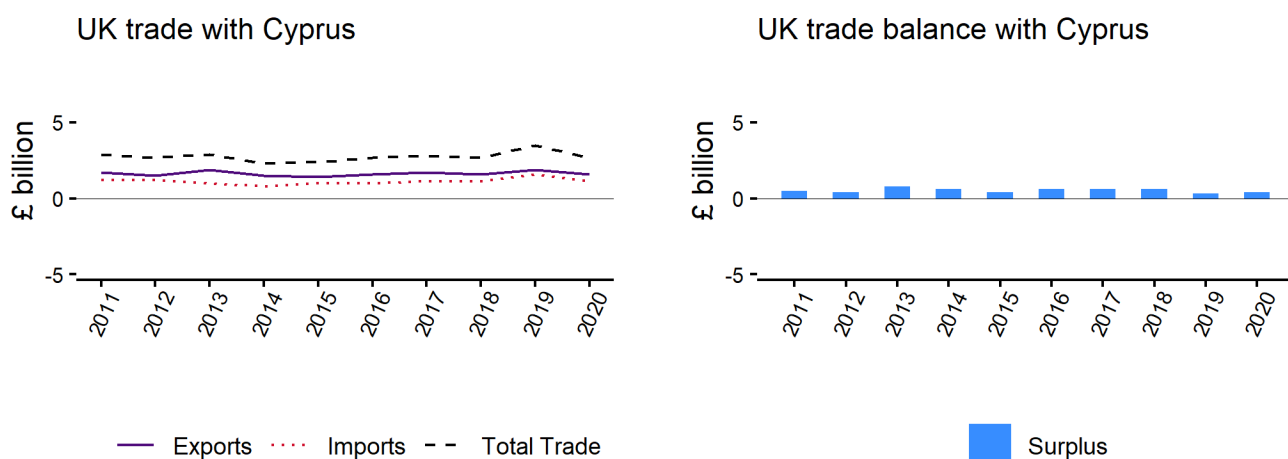 UK trade with Cyprus
£ billion
5
0
-5
2011 2012 2013 2014 2015 2016 2017 2018 2019 2020
Exports Imports Total Trade
UK trade balance with Cyprus
£ billion
5
0
-5
2011 2012 2013 2014 2015 2016 2017 2018 2019 2020
Surplus